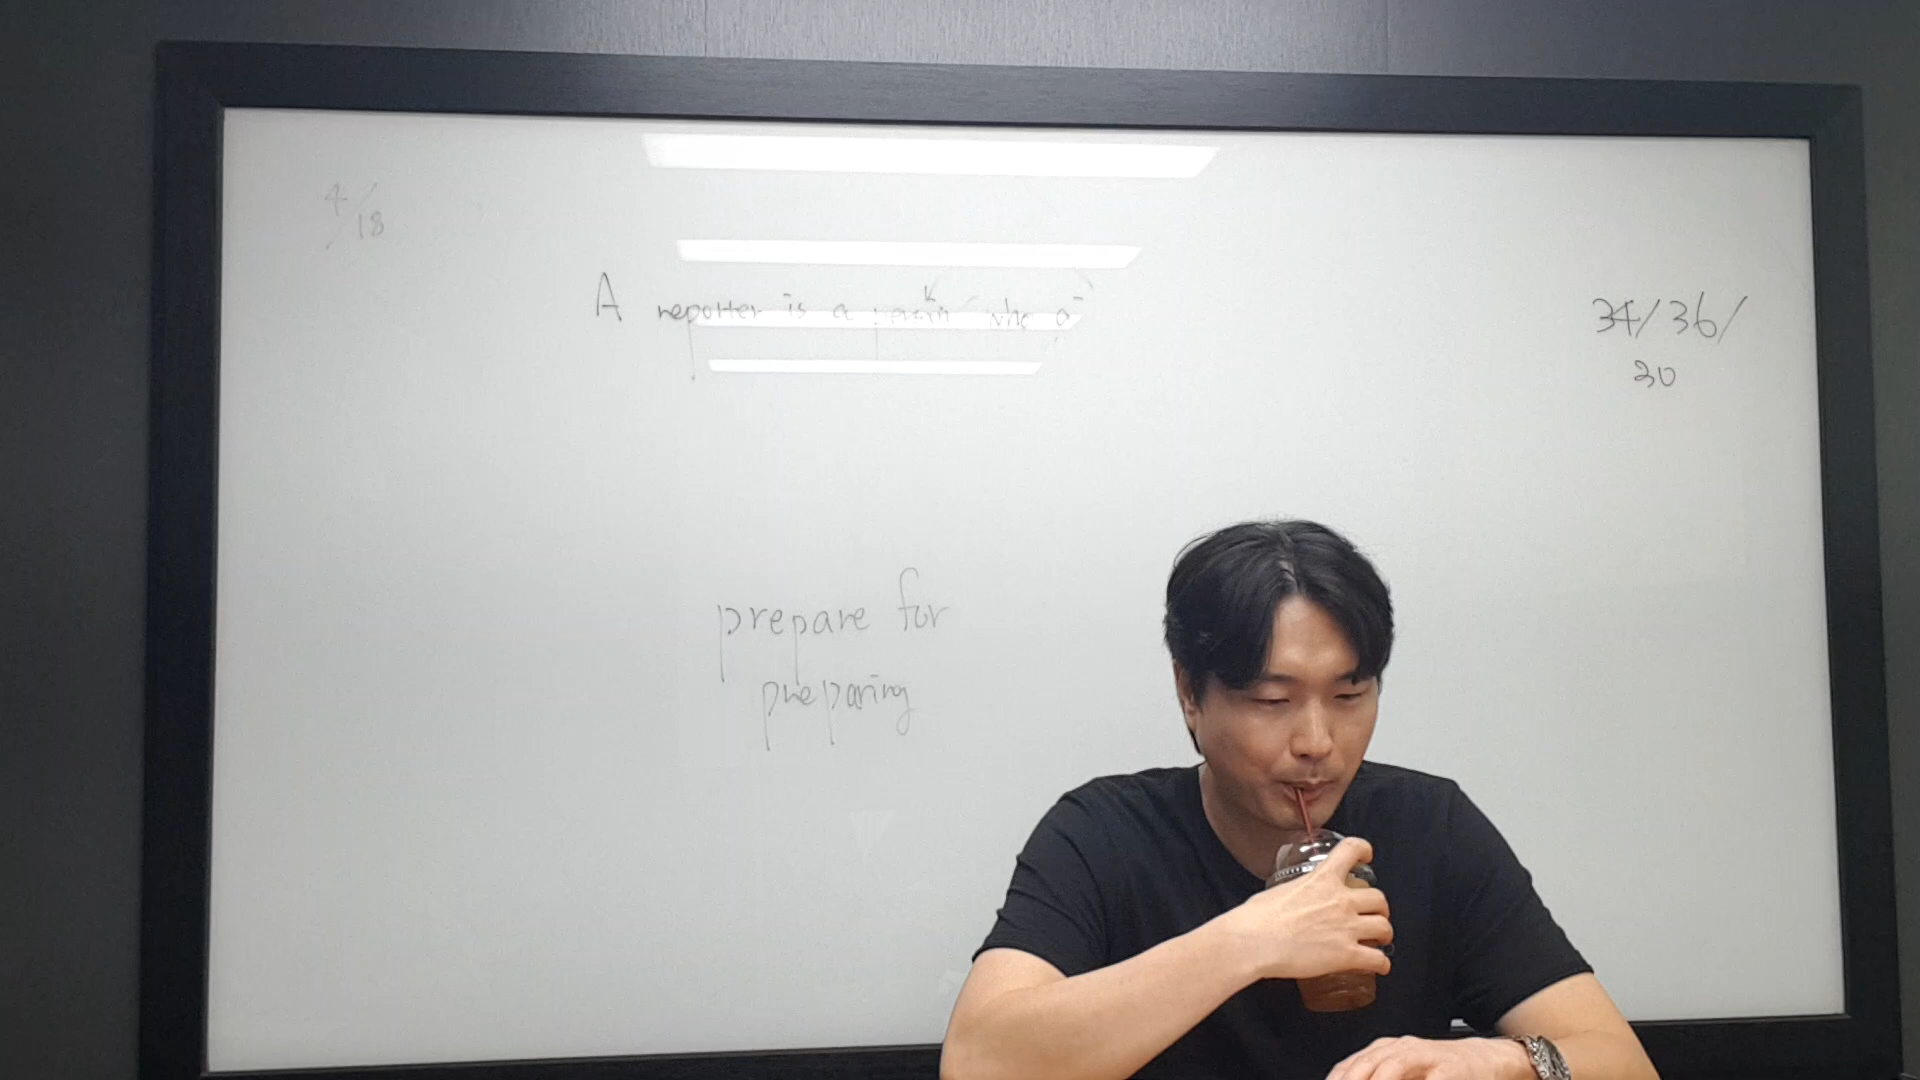 4/18
A reporter is a person who
34/36/
30
prepare for
preparing